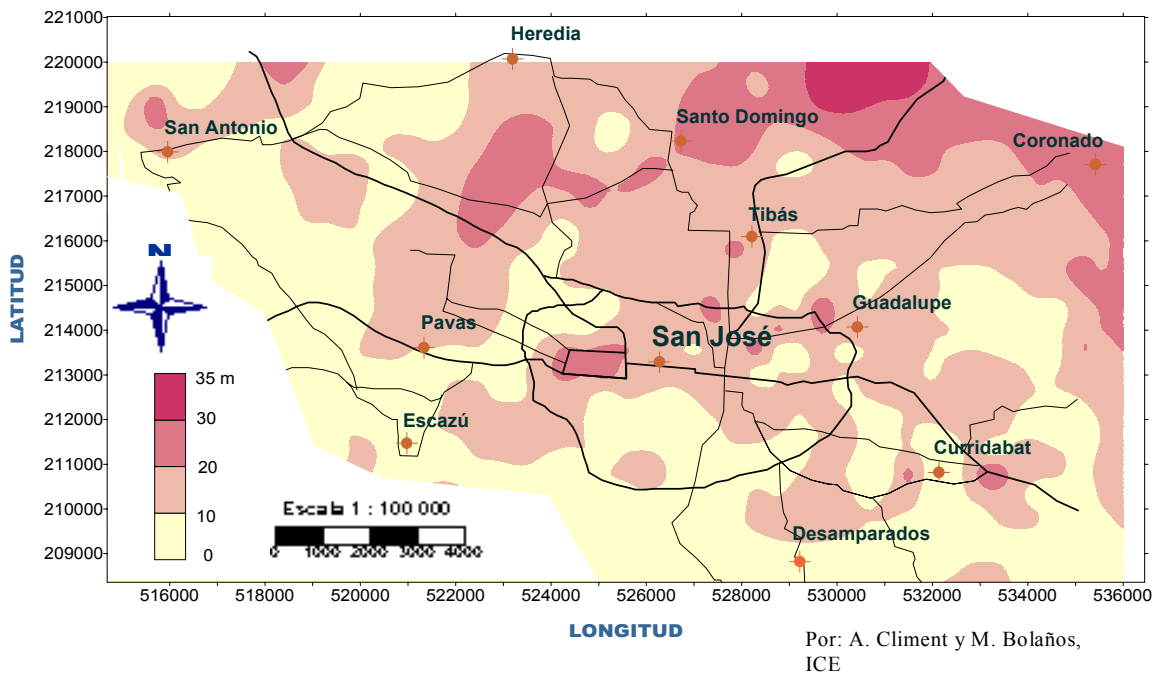 221000
220000
219000
218000
217000
216000
215000
214000
213000
212000
211000
210000
209000
LATITUD
Heredia
San Antonio
Santo Domingo
Coronado
Tibás
N
Guadalupe
Pavas
San José
Escazú
Curridabat
Desamparados
35 m
30
20
10
0
Escala 1 : 100 000
0 1000 2000 3000 4000
516000 518000 520000 522000 524000 526000 528000 530000 532000 534000 536000
LONGITUD
Por: A. Climent y M. Bolaños,
ICE